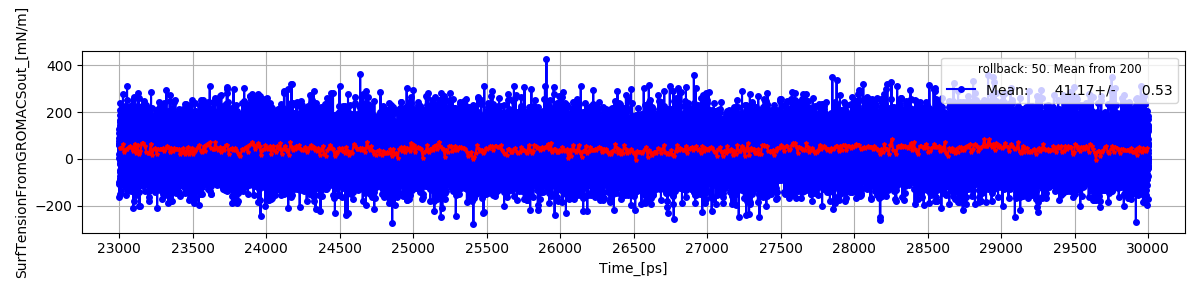 SurfTensionFromGROMACSout_[mN/m]
400
200
0
−200
rollback: 50. Mean from 200
Mean: 41.17+/- 0.53
23000 23500 24000 24500 25000 25500 26000 26500 27000 27500 28000 28500 29000 29500 30000
Time_[ps]